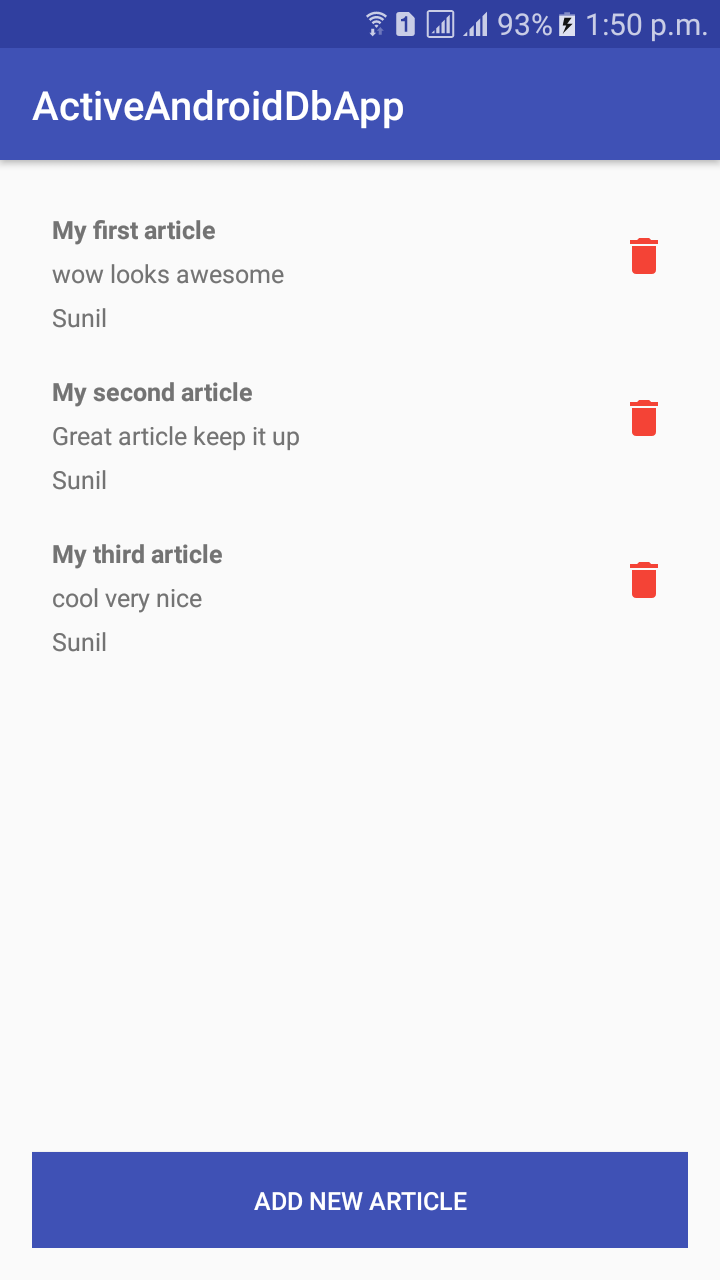 1 93% 1:50 p.m.
ActiveAndroidDbApp
My first article
wow looks awesome
Sunil
My second article
Great article keep it up
Sunil
My third article
cool very nice
Sunil
ADD NEW ARTICLE